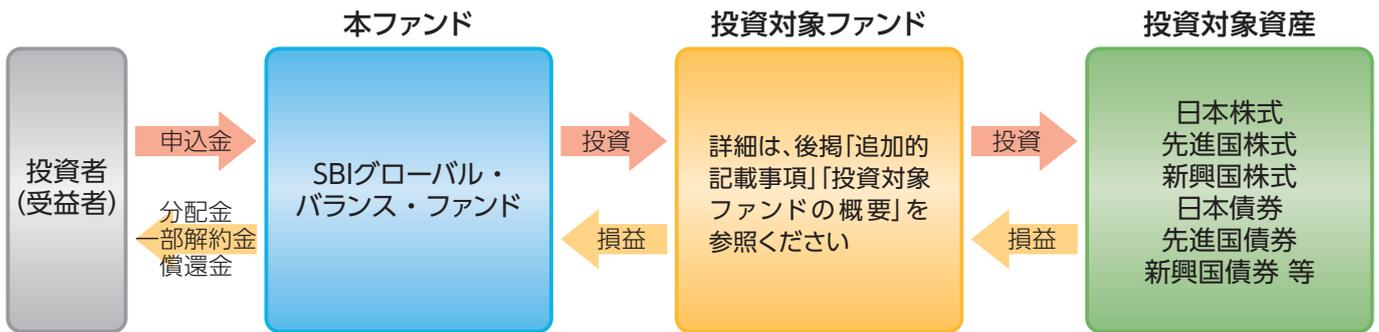 本ファンド
投資対象ファンド
投資対象資産
投資者
(受益者)
申込金
分配金
一部解約金
償還金
SBIグローバル・
バランス・ファンド
投資
損益
詳細は、後掲「追加的
記載事項」「投資対象
ファンドの概要」を
参照ください
投資
損益
日本株式
先進国株式
新興国株式
日本債券
先進国債券
新興国債券 等